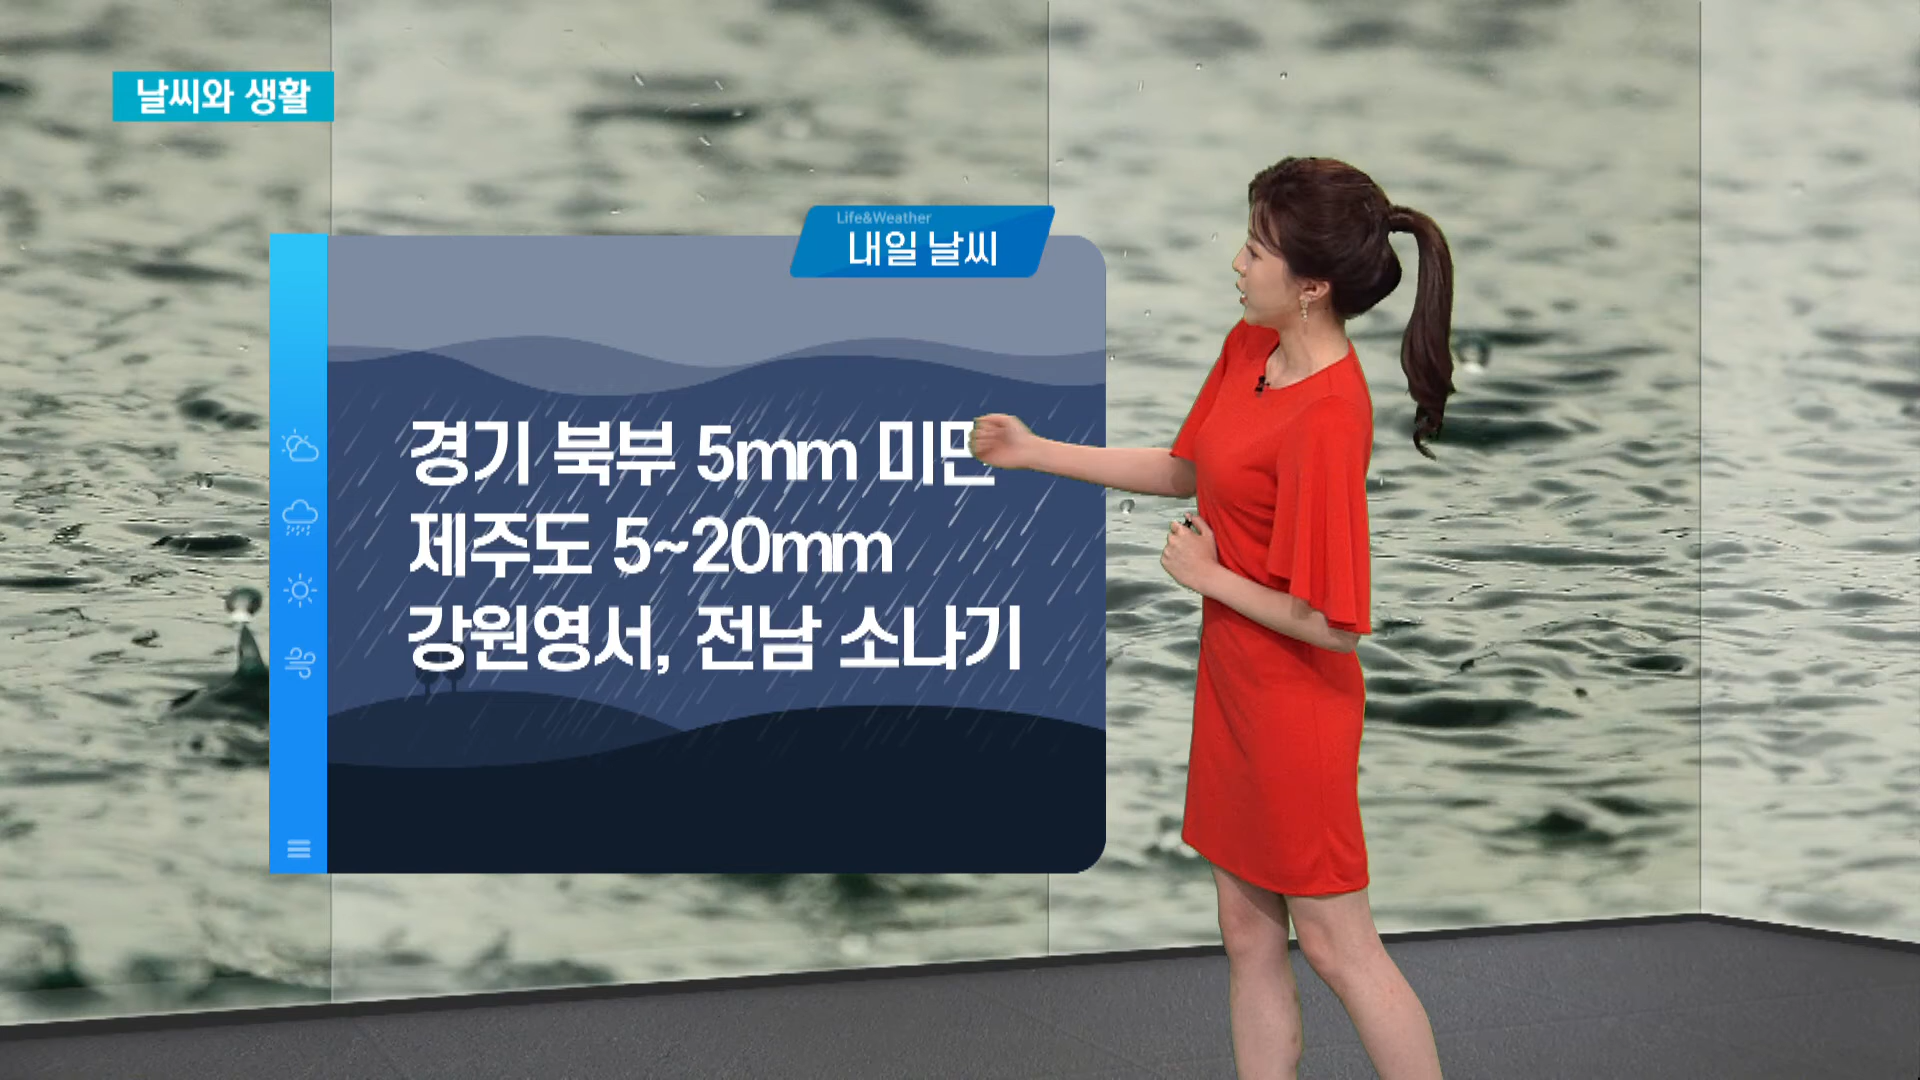 날씨와 생활
Life&Weather
내일 날씨
경기 북부 5mm 미만
제주도 5~20mm
강원영서, 전남 소나기